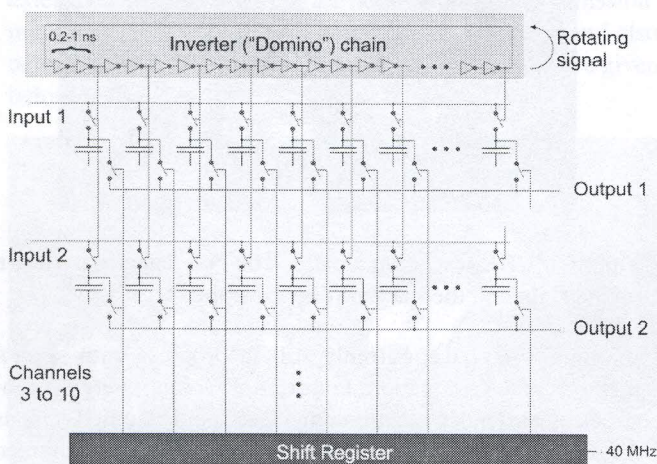 0.2-1 ns
Inverter ("Domino") chain
Rotating
signal
Input 1
Output 1
Input 2
Output 2
Channels
3 to 10
Shift Register
40 MHz